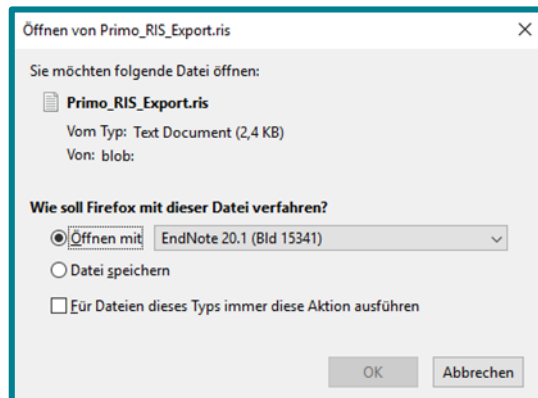 Öffnen von Primo_RIS_Export.ris
Sie möchten folgende Datei öffnen:
Primo_RIS_Export.ris
Vom Typ: Text Document (2,4 KB)
Von: blob:
Wie soll Firefox mit dieser Datei verfahren?
Öffnen mit EndNote 20.1 (Bld 15341)
Datei speichern
Für Dateien dieses Typs immer diese Aktion ausführen
OK Abbrechen